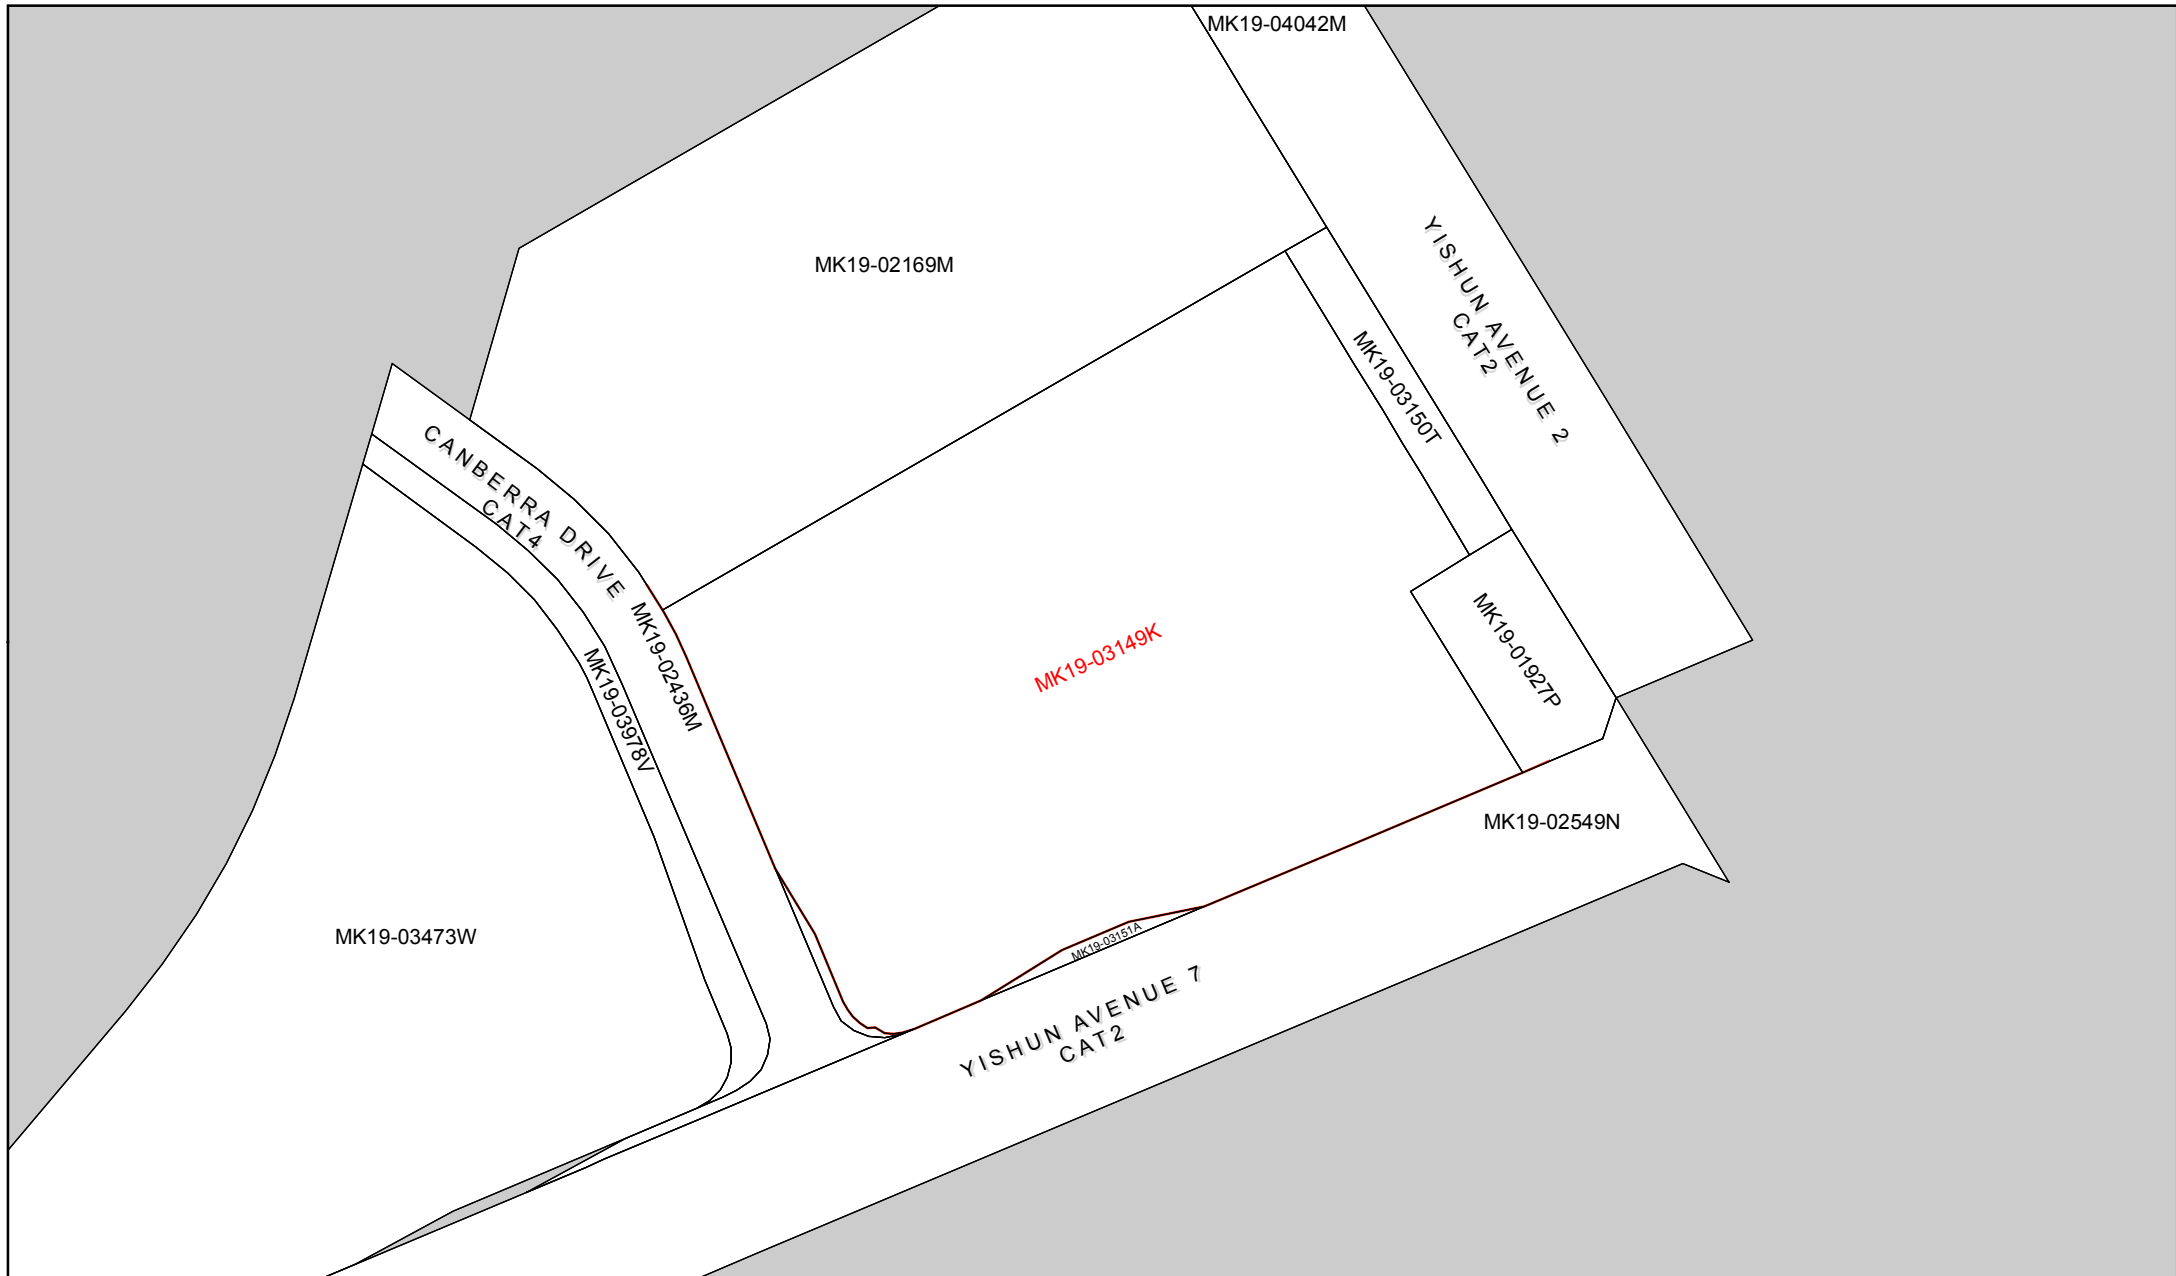 MK19-04042M
YISHUN AVENUE 2
CAT2
MK19-02169M
MK19-03150T
CANBERRA DRIVE
CAT4
MK19-02436M
MK19-03978V
MK19-03149K
MK19-01927P
MK19-02549N
MK19-03473W
MK19-03151A
YISHUN AVENUE 7
CAT2